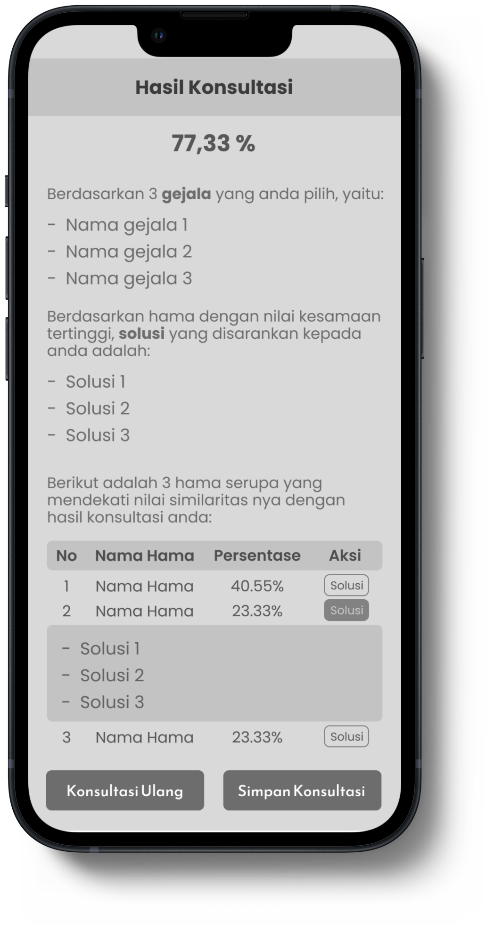 Hasil Konsultasi
77,33 %
Berdasarkan 3 gejala yang anda pilih, yaitu:
- Nama gejala 1
- Nama gejala 2
- Nama gejala 3
Berdasarkan hama dengan nilai kesamaan
tertinggi, solusi yang disarankan kepada
anda adalah:
- Solusi 1
- Solusi 2
- Solusi 3
Berikut adalah 3 hama serupa yang
mendekati nilai similaritas nya dengan
hasil konsultasi anda:
No Nama Hama Persentase Aksi
1 Nama Hama 40.55% Solusi
2 Nama Hama 23.33% Solusi
- Solusi 1
- Solusi 2
- Solusi 3
3 Nama Hama 23.33% Solusi
Konsultasi Ulang Simpan Konsultasi